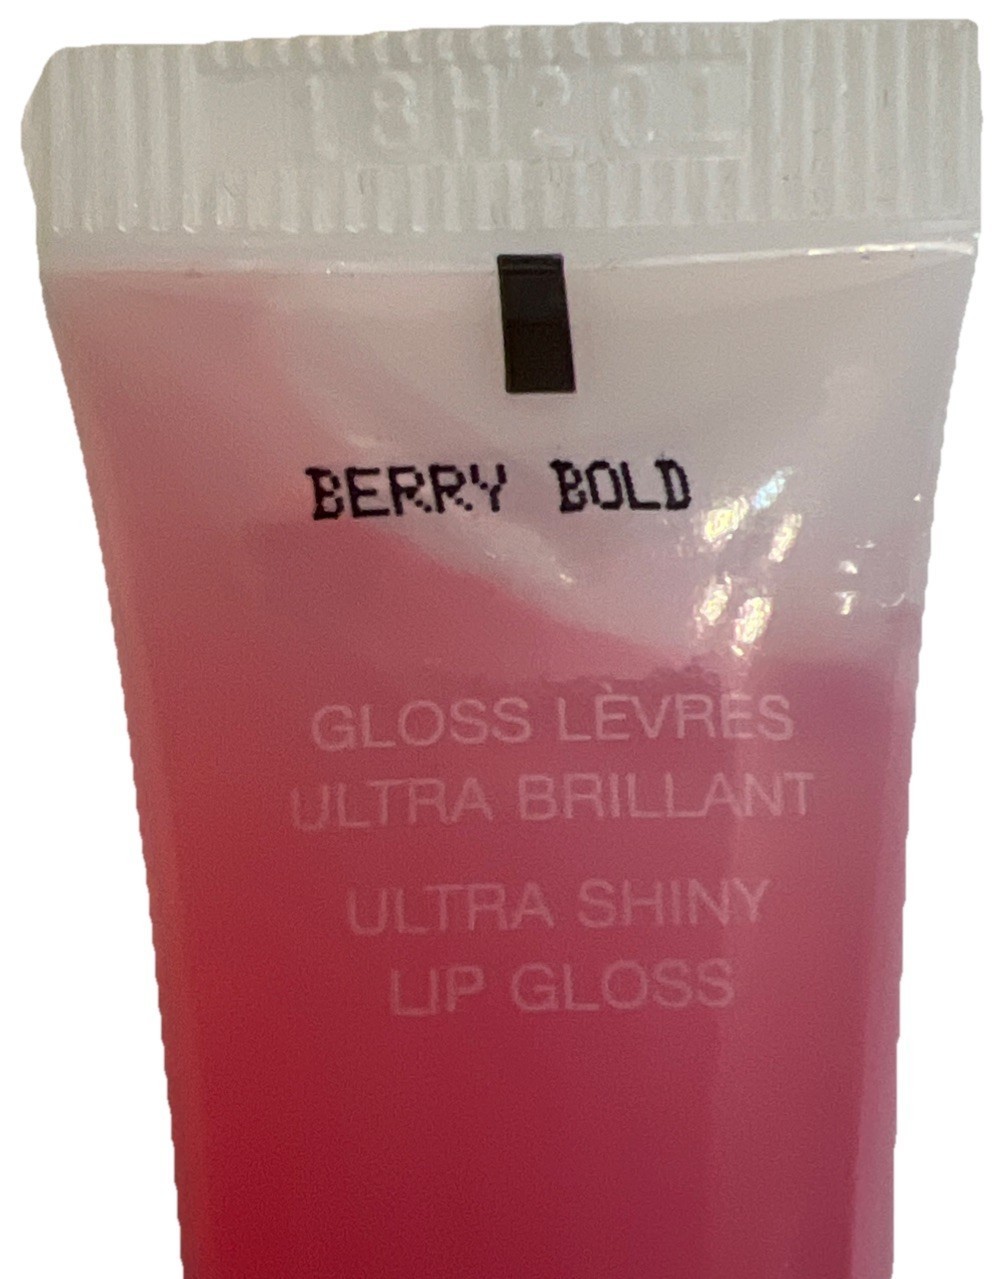 BERRY BOLD
GLOSS LÈVRES
ULTRA BRILLANT
ULTRA SHINY
LIP GLOSS